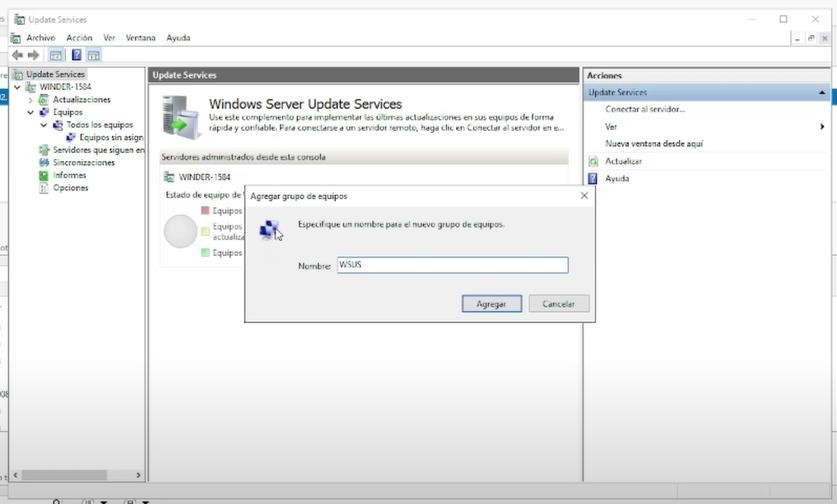 Update Services
Archivo Acción Ver Ventana Ayuda
Update Services
WINDER-1584
Actualizaciones
Equipos
Todos los equipos
Equipos sin asign
Servidores que siguen en
Sincronizaciones
Informes
Opciones
Update Services
Windows Server Update Services
Use este complemento para implementar las últimas actualizaciones en sus equipos de forma
rápida y confiable. Para conectarse a un servidor remoto, haga clic en Conectar al servidor en e...
Servidores administrados desde esta consola
WINDER-1584
Estado de equipo de
Equipos
Equipos
actualiza
Equipos
Agregar grupo de equipos
Especifique un nombre para el nuevo grupo de equipos.
Nombre: WSUS
Agregar Cancelar
Acciones
Update Services
Conectar al servidor...
Ver
Nueva ventana desde aquí
Actualizar
Ayuda